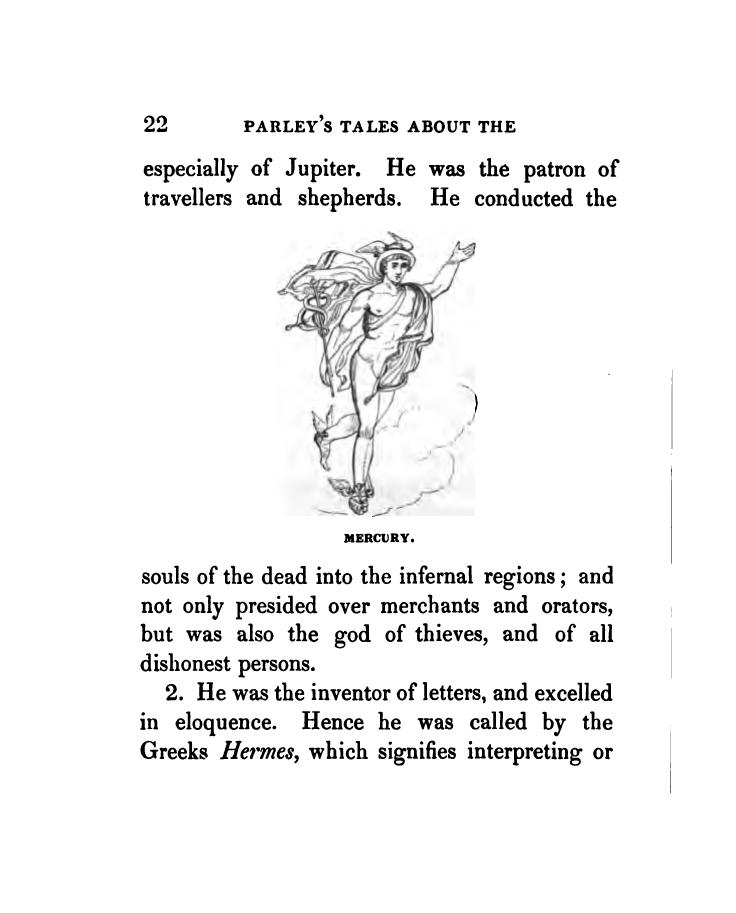 22 PARLEY'S TALES ABOUT THE
especially of Jupiter. He was the patron of
travellers and shepherds. He conducted the
MERCURY.
souls of the dead into the infernal regions; and
not only presided over merchants and orators,
but was also the god of thieves, and of all
dishonest persons.
2. He was the inventor of letters, and excelled
in eloquence. Hence he was called by the
Greeks Hermes, which signifies interpreting or